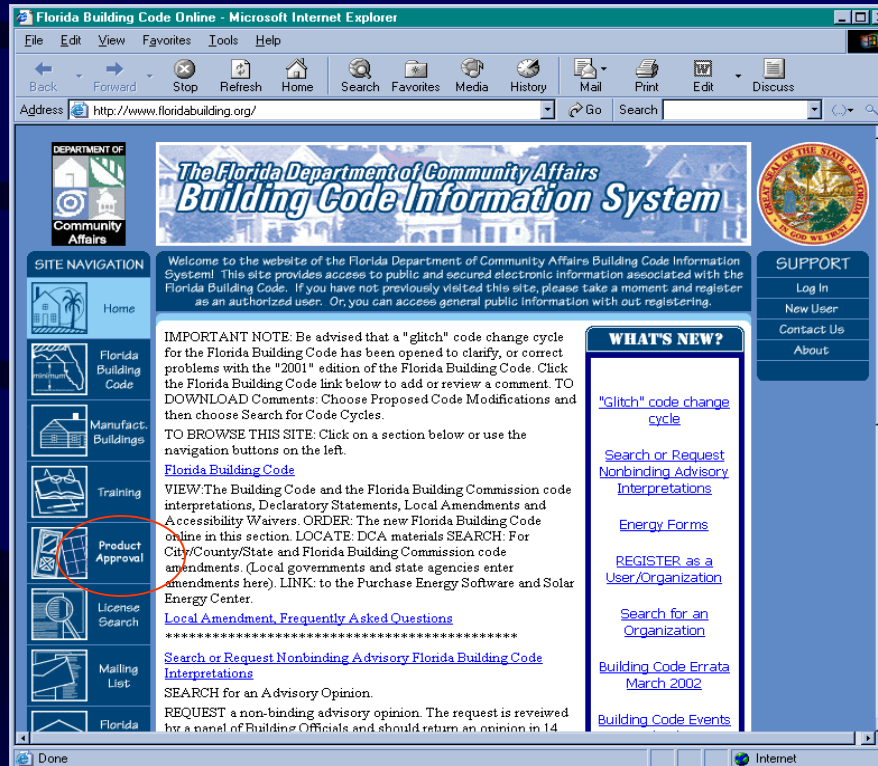 Florida Building Code Online - Microsoft Internet Explorer
File Edit View Favorites Tools Help
Back Forward Stop Refresh Home Search Favorites Media History Mail Print Edit Discuss
Address http://www.floridabuilding.org/ Go Search
DEPARTMENT OF
Community
Affairs
The Florida Department of Community Affairs
Building Code Information System
GREAT SEAL OF THE STATE OF FLORIDA
IN GOD WE TRUST
SITE NAVIGATION
Home
Florida
Building
Code
minimum
Manufact.
Buildings
Training
Product
Approval
License
Search
Mailing
List
Florida
Welcome to the website of the Florida Department of Community Affairs Building Code Information
System! This site provides access to public and secured electronic information associated with the
Florida Building Code. If you have not previously visited this site, please take a moment and register
as an authorized user. Or, you can access general public information with out registering.
IMPORTANT NOTE: Be advised that a "glitch" code change cycle
for the Florida Building Code has been opened to clarify, or correct
problems with the "2001" edition of the Florida Building Code. Click
the Florida Building Code link below to add or review a comment. TO
DOWNLOAD Comments: Choose Proposed Code Modifications and
then choose Search for Code Cycles.
TO BROWSE THIS SITE: Click on a section below or use the
navigation buttons on the left.
Florida Building Code
VIEW:The Building Code and the Florida Building Commission code
interpretations, Declaratory Statements, Local Amendments and
Accessibility Waivers. ORDER: The new Florida Building Code
online in this section. LOCATE: DCA materials SEARCH: For
City/County/State and Florida Building Commission code
amendments. (Local governments and state agencies enter
amendments here). LINK: to the Purchase Energy Software and Solar
Energy Center.
Local Amendment, Frequently Asked Questions
************************************************
Search or Request Nonbinding Advisory Florida Building Code
Interpretations
SEARCH for an Advisory Opinion.
REQUEST a non-binding advisory opinion. The request is reveiwed
by a panel of Building Officials and should return an opinion in 14
WHAT'S NEW?
"Glitch" code change
cycle
Search or Request
Nonbinding Advisory
Interpretations
Energy Forms
REGISTER as a
User/Organization
Search for an
Organization
Building Code Errata
March 2002
Building Code Events
SUPPORT
Log In
New User
Contact Us
About
Done
Internet